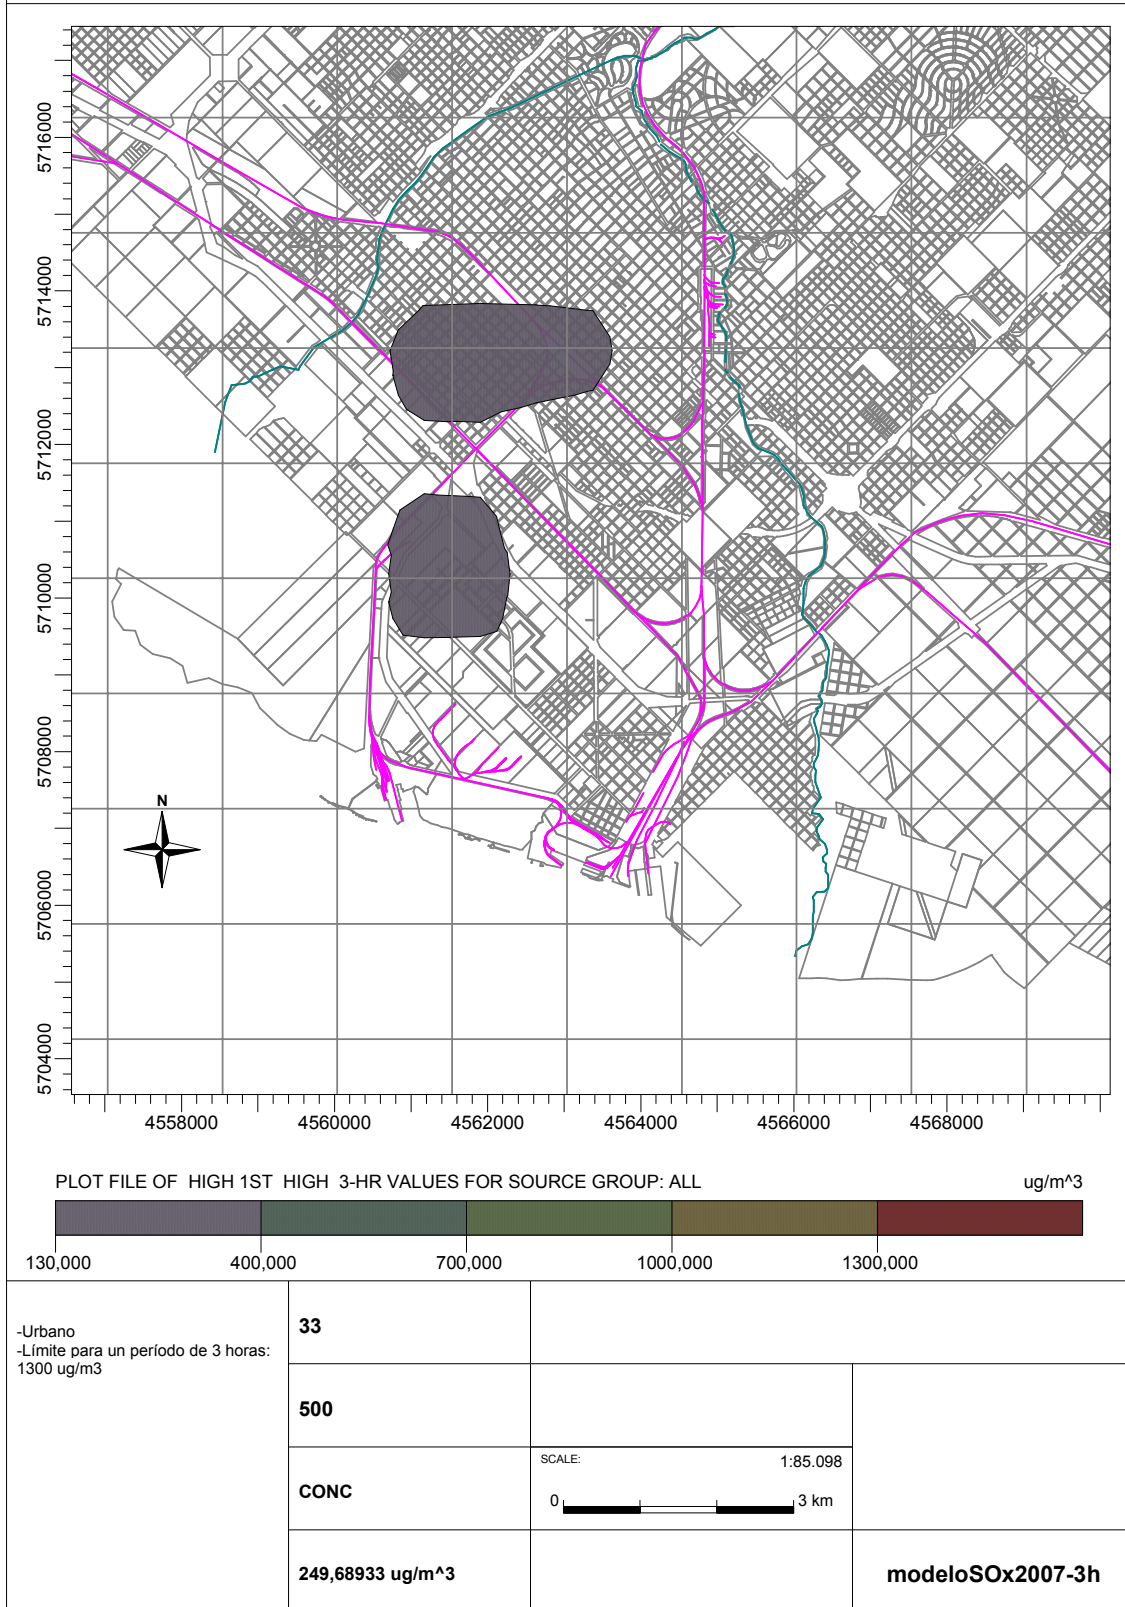 5716000
5714000
5712000
5710000
5708000
5706000
5704000
N
4558000 4560000 4562000 4564000 4566000 4568000
PLOT FILE OF HIGH 1ST HIGH 3-HR VALUES FOR SOURCE GROUP: ALL ug/m^3
130,000 400,000 700,000 1000,000 1300,000
-Urbano
-Límite para un período de 3 horas:
1300 ug/m3
33
500
CONC
SCALE: 1:85.098
0 3 km
249,68933 ug/m^3
modeloSOx2007-3h